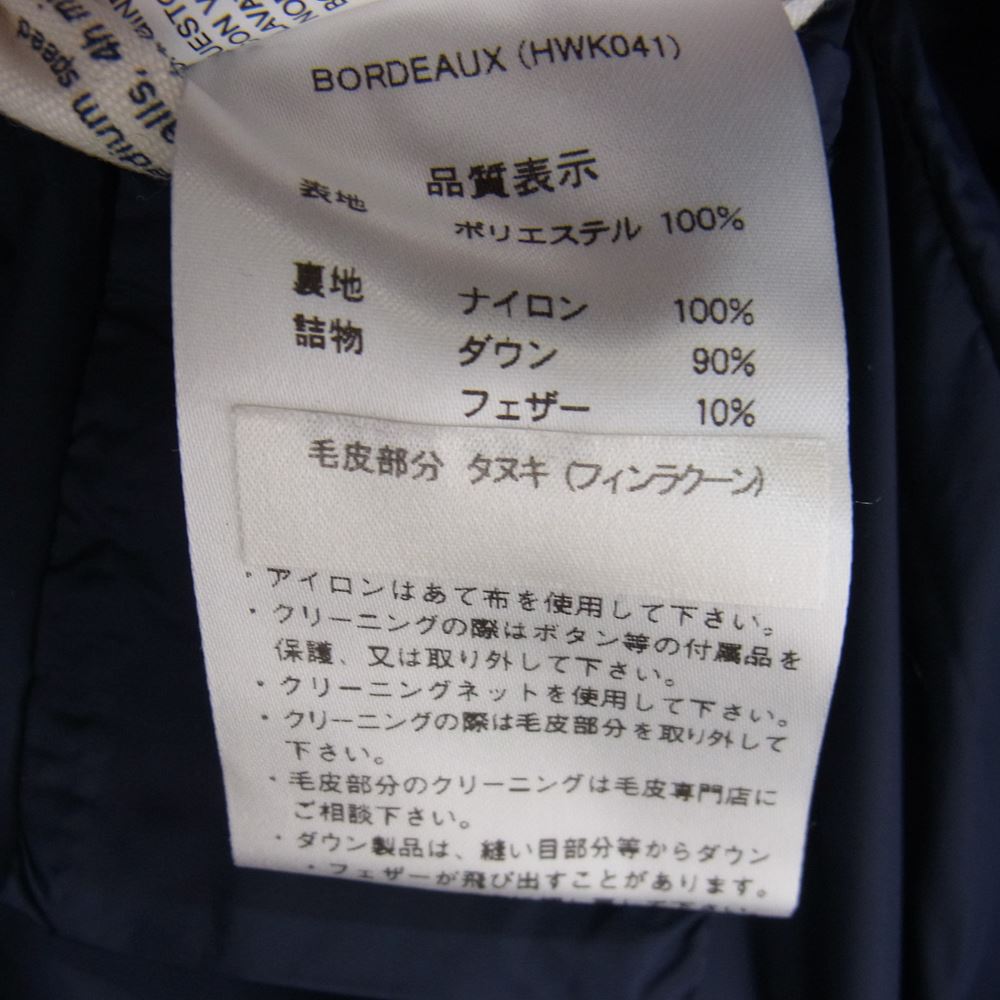 BORDEAUX (HWK041)
品質表示
表地 ポリエステル 100%
裏地 ナイロン 100%
詰物 ダウン 90%
フェザー 10%
毛皮部分 タヌキ (フィンラクーン)
・アイロンはあて布を使用して下さい。
・クリーニングの際はボタン等の付属品を
保護、又は取り外して下さい。
・クリーニングネットを使用して下さい。
・クリーニングの際は毛皮部分を取り外して
下さい。
・毛皮部分のクリーニングは毛皮専門店に
ご相談下さい。
・ダウン製品は、縫い目部分等からダウン
・フェザーが飛び出すことがあります。
medium speed
alls, 4h mi